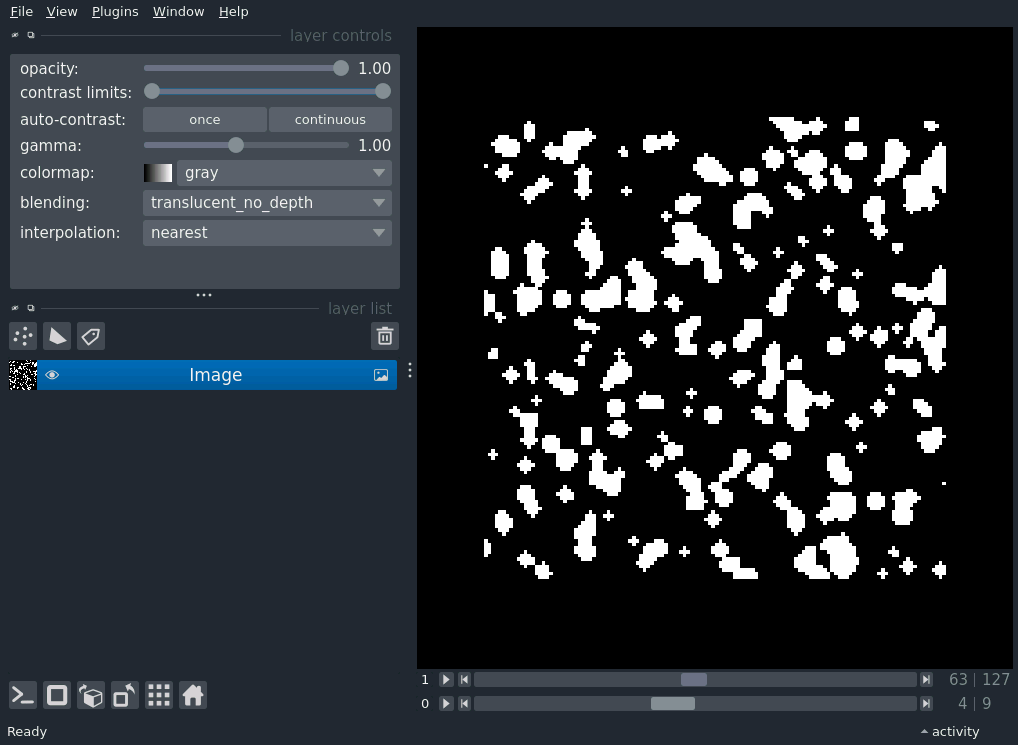 File View Plugins Window Help
layer controls
opacity: 1.00
contrast limits:
auto-contrast: once continuous
gamma: 1.00
colormap: gray
blending: translucent_no_depth
interpolation: nearest
layer list
Image
1 63 | 127
0 4 | 9
Ready activity